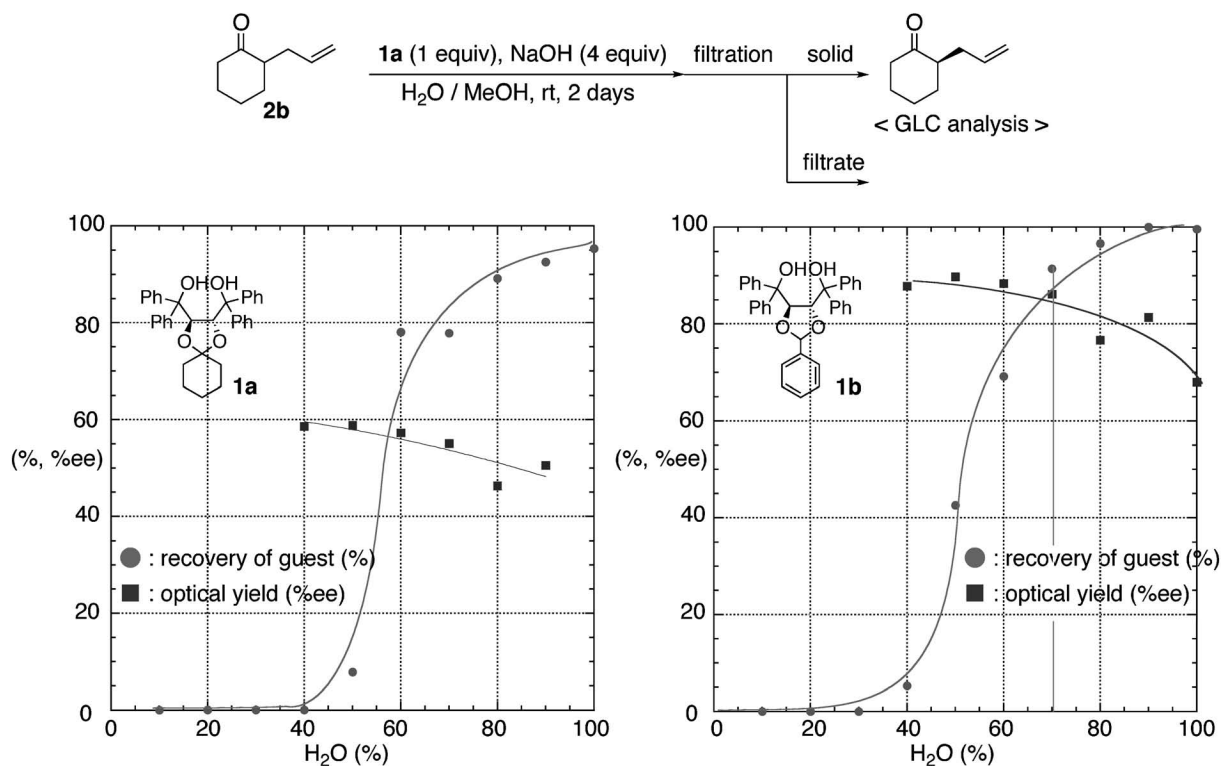 O
2b
1a (1 equiv), NaOH (4 equiv)
H2O / MeOH, rt, 2 days
filtration
solid
filtrate
O
< GLC analysis >
100
80
60
(%, %ee)
40
20
0
0
20
40
60
80
100
H2O (%)
OHOH
Ph
Ph
Ph
Ph
O
O
1a
: recovery of guest (%)
: optical yield (%ee)
100
80
60
(%, %ee)
40
20
0
0
20
40
60
80
100
H2O (%)
OHOH
Ph
Ph
Ph
Ph
O
O
1b
: recovery of guest (%)
: optical yield (%ee)